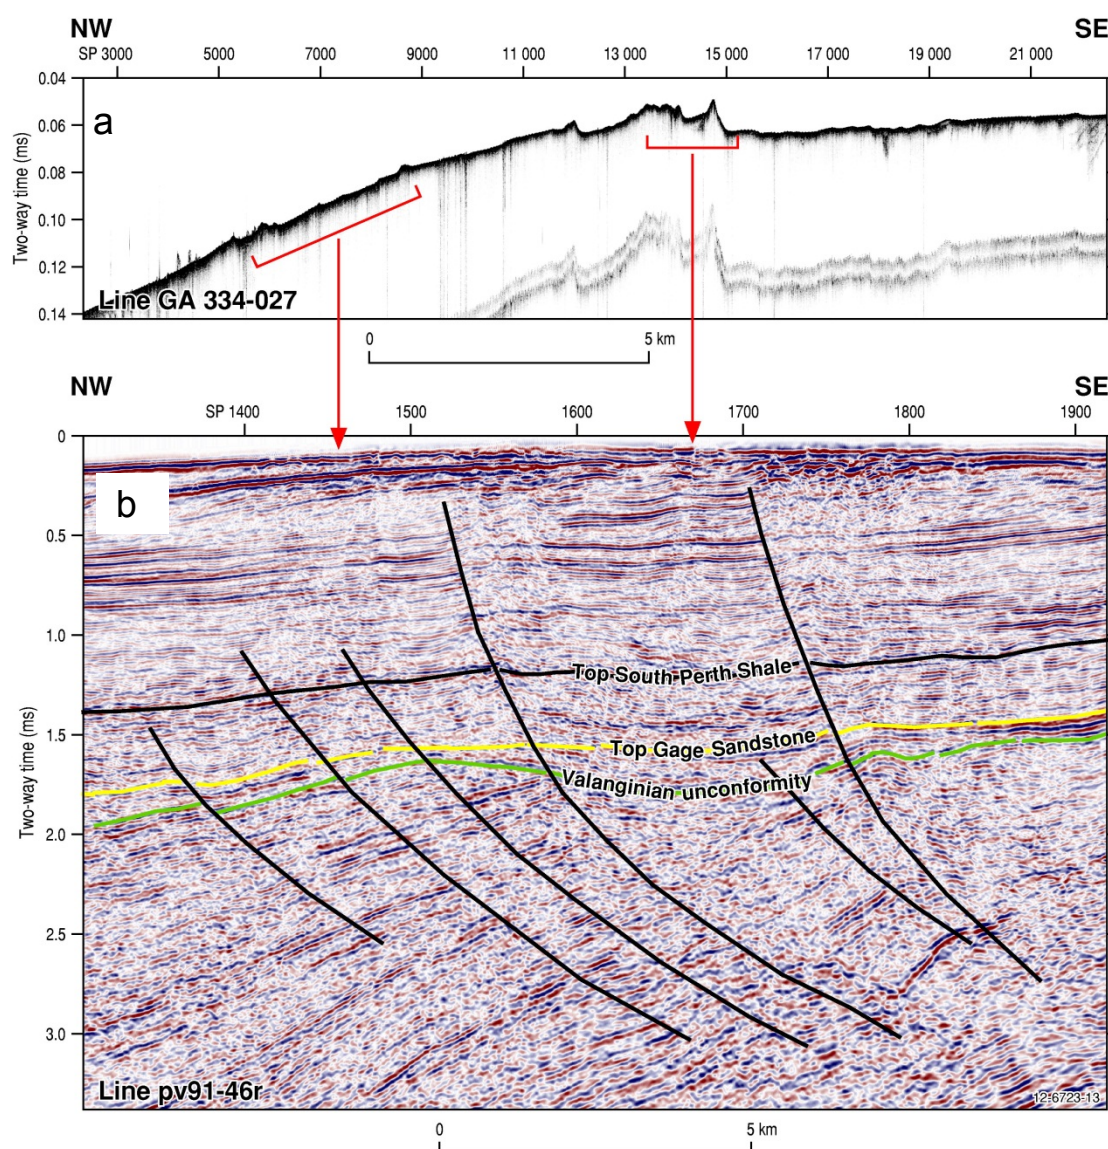 NW SE
SP 3000 5000 7000 9000 11 000 13 000 15 000 17 000 19 000 21 000
0.04
a
0.06
0.08
0.10
0.12
0.14
Two-way time (ms)
Line GA 334-027
0 5 km
NW SE
SP 1400 1500 1600 1700 1800 1900
0
b
0.5
1.0
Top South Perth Shale
1.5
Top Gage Sandstone
Valanginian unconformity
Two-way time (ms)
2.0
2.5
3.0
Line pv91-46r
12-6723-13
0 5 km